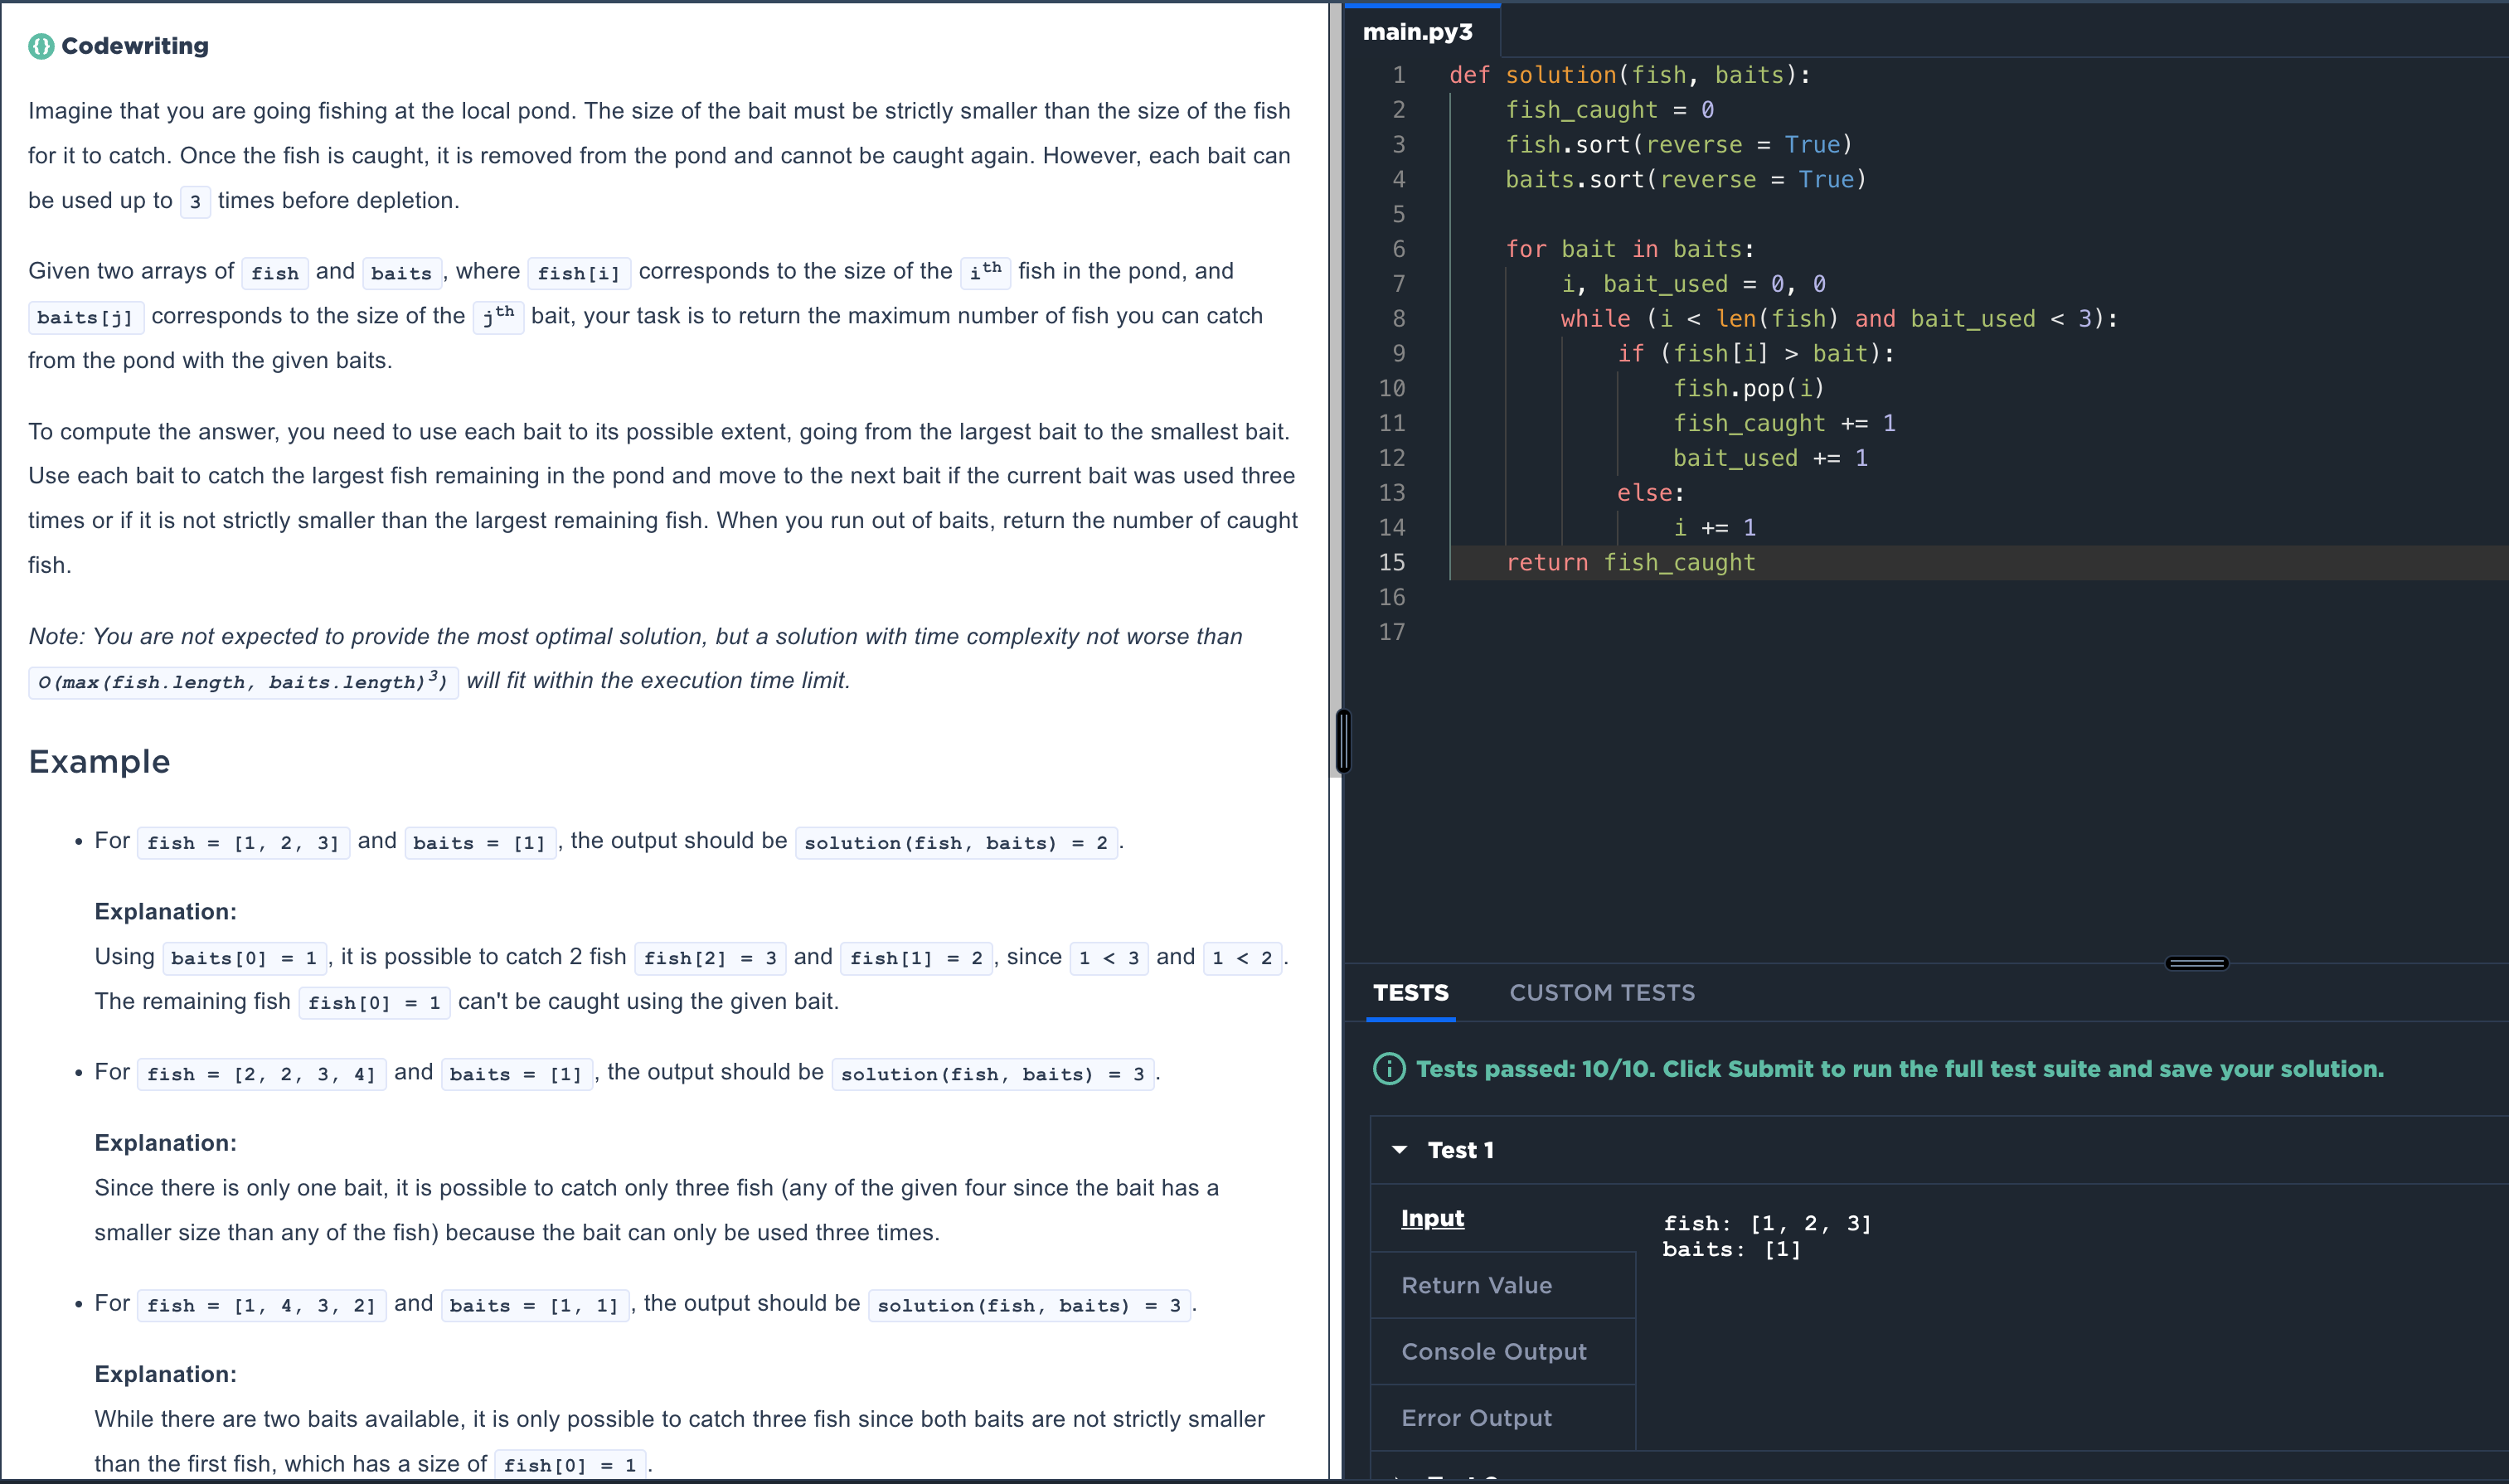 Codewriting
Imagine that you are going fishing at the local pond. The size of the bait must be strictly smaller than the size of the fish
for it to catch. Once the fish is caught, it is removed from the pond and cannot be caught again. However, each bait can
be used up to 3 times before depletion.
Given two arrays of fish and baits, where fish[i] corresponds to the size of the iᵗʰ fish in the pond, and
baits[j] corresponds to the size of the jᵗʰ bait, your task is to return the maximum number of fish you can catch
from the pond with the given baits.
To compute the answer, you need to use each bait to its possible extent, going from the largest bait to the smallest bait.
Use each bait to catch the largest fish remaining in the pond and move to the next bait if the current bait was used three
times or if it is not strictly smaller than the largest remaining fish. When you run out of baits, return the number of caught
fish.
Note: You are not expected to provide the most optimal solution, but a solution with time complexity not worse than
O(max(fish.length, baits.length)³) will fit within the execution time limit.
Example
• For fish = [1, 2, 3] and baits = [1], the output should be solution(fish, baits) = 2.
Explanation:
Using baits[0] = 1, it is possible to catch 2 fish fish[2] = 3 and fish[1] = 2, since 1 < 3 and 1 < 2.
The remaining fish fish[0] = 1 can't be caught using the given bait.
• For fish = [2, 2, 3, 4] and baits = [1], the output should be solution(fish, baits) = 3.
Explanation:
Since there is only one bait, it is possible to catch only three fish (any of the given four since the bait has a
smaller size than any of the fish) because the bait can only be used three times.
• For fish = [1, 4, 3, 2] and baits = [1, 1], the output should be solution(fish, baits) = 3.
Explanation:
While there are two baits available, it is only possible to catch three fish since both baits are not strictly smaller
than the first fish, which has a size of fish[0] = 1.
main.py3
1 def solution(fish, baits):
2     fish_caught = 0
3     fish.sort(reverse = True)
4     baits.sort(reverse = True)
5
6     for bait in baits:
7         i, bait_used = 0, 0
8         while (i < len(fish) and bait_used < 3):
9             if (fish[i] > bait):
10                 fish.pop(i)
11                 fish_caught += 1
12                 bait_used += 1
13             else:
14                 i += 1
15     return fish_caught
16
17
TESTS CUSTOM TESTS
Tests passed: 10/10. Click Submit to run the full test suite and save your solution.
Test 1
Input
fish: [1, 2, 3]
baits: [1]
Return Value
Console Output
Error Output